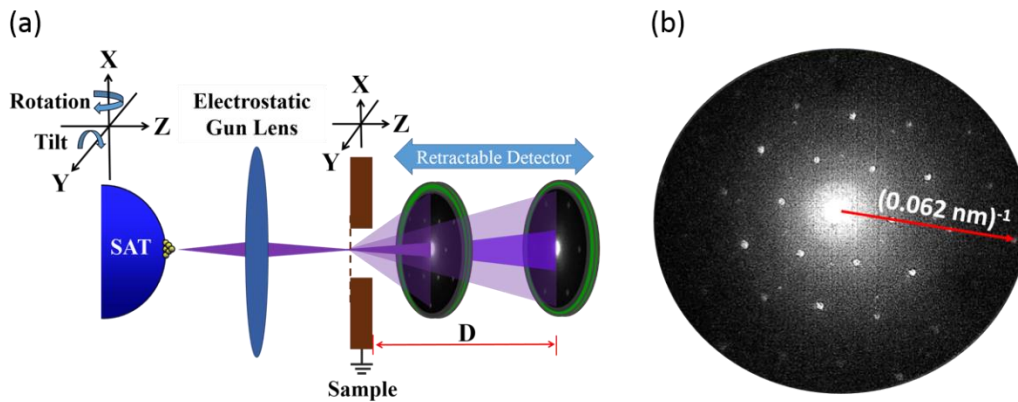 (a)
X
Rotation
Z
Tilt
Y
SAT
Electrostatic
Gun Lens
X
Z
Y
Retractable Detector
D
Sample
(b)
(0.062 nm)⁻¹